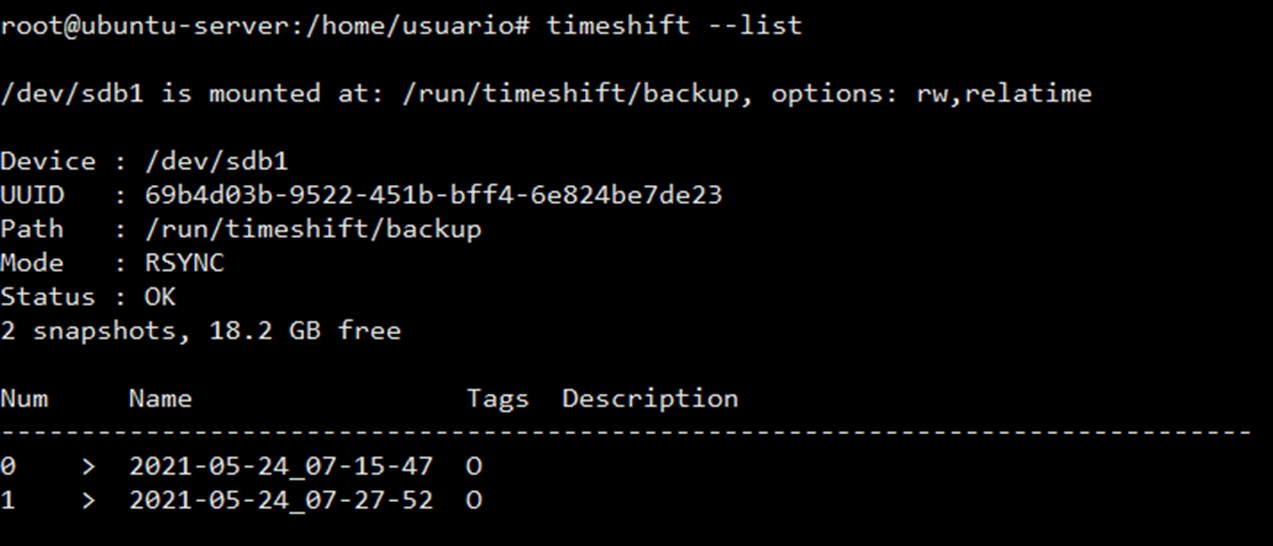 root@ubuntu-server:/home/usuario# timeshift --list
/dev/sdb1 is mounted at: /run/timeshift/backup, options: rw,relatime
Device : /dev/sdb1
UUID   : 69b4d03b-9522-451b-bff4-6e824be7de23
Path   : /run/timeshift/backup
Mode   : RSYNC
Status : OK
2 snapshots, 18.2 GB free
Num     Name                 Tags  Description
------------------------------------------------------------------------------
0    >  2021-05-24_07-15-47  O
1    >  2021-05-24_07-27-52  O